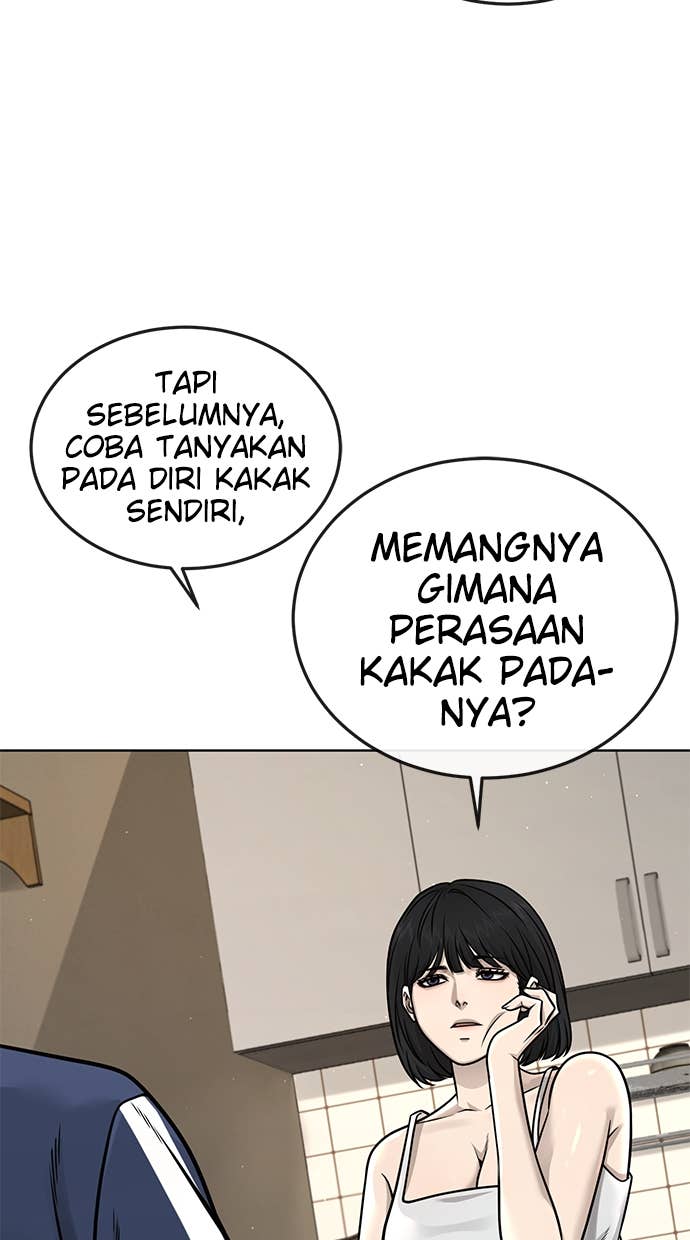 TAPI
SEBELUMNYA,
COBA TANYAKAN
PADA DIRI KAKAK
SENDIRI,
MEMANGNYA
GIMANA
PERASAAN
KAKAK PADA-
NYA?